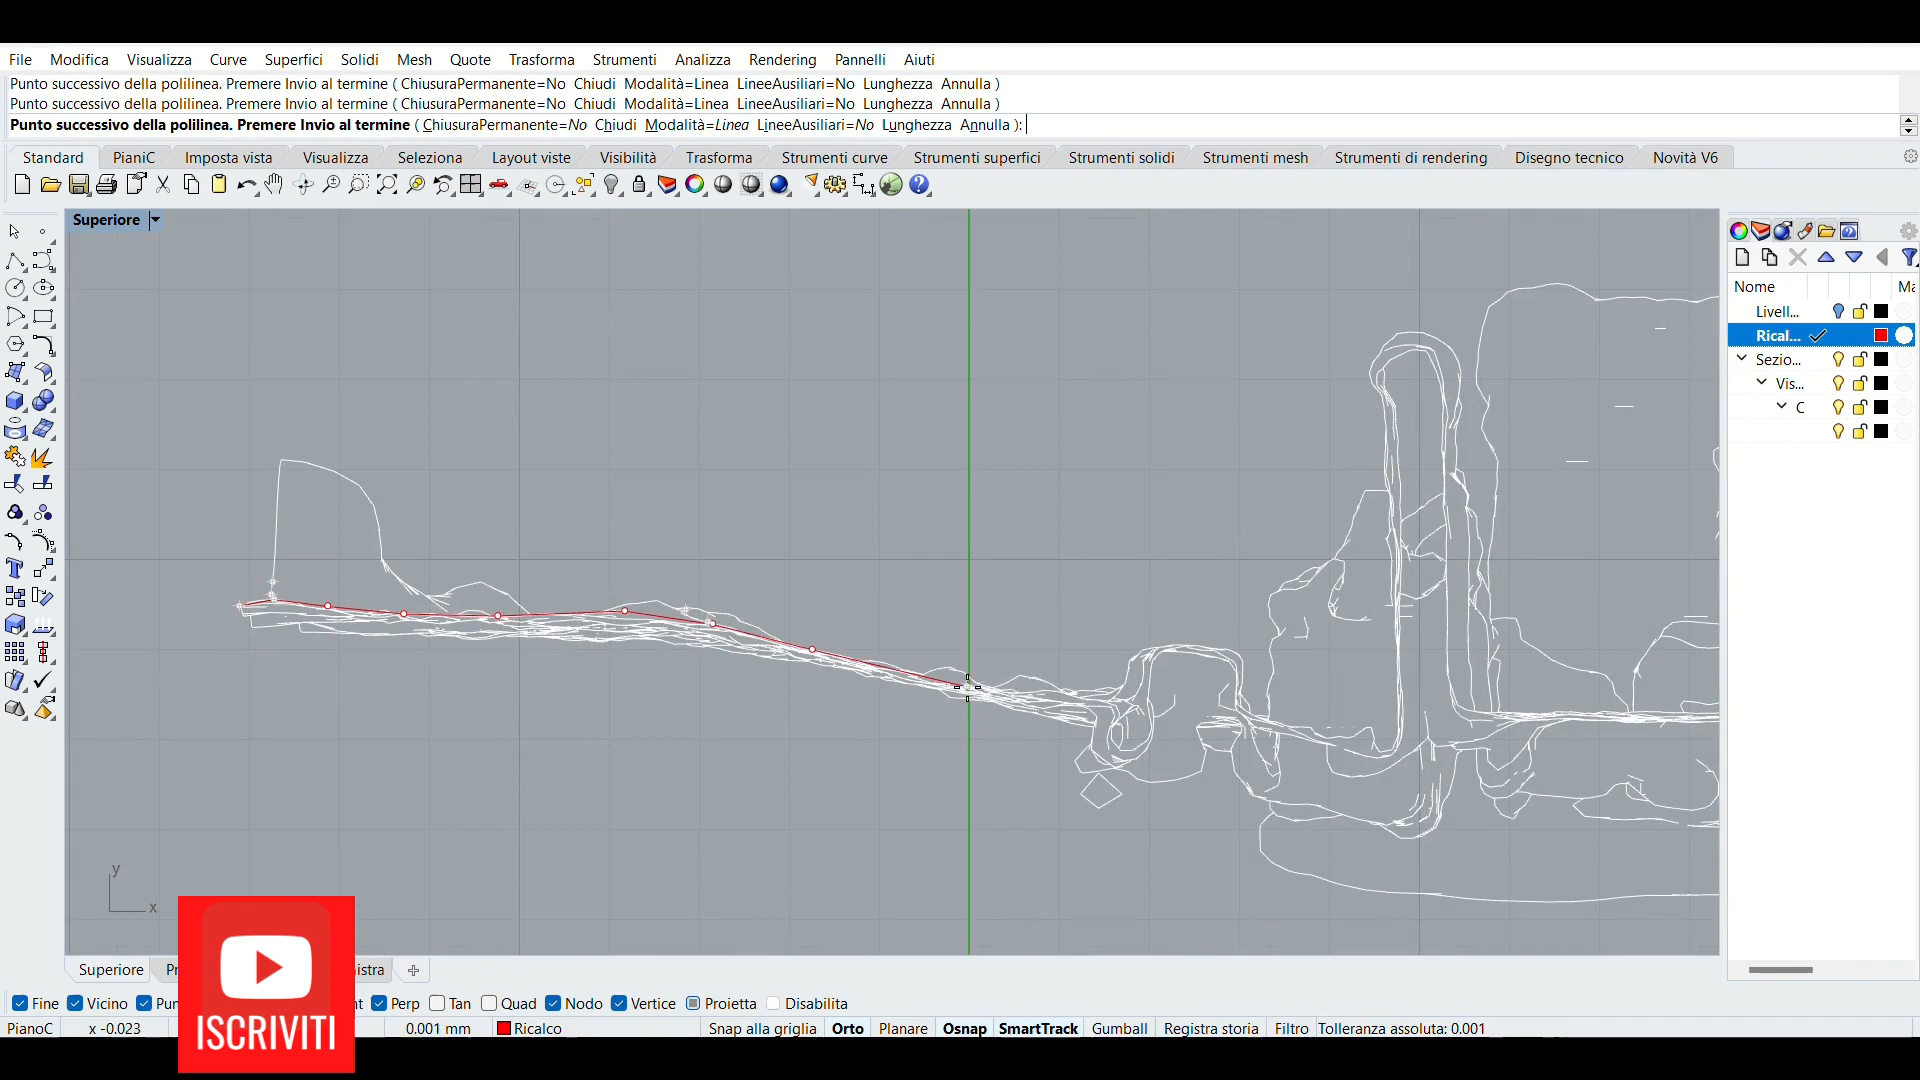 File Modifica Visualizza Curve Superfici Solidi Mesh Quote Trasforma Strumenti Analizza Rendering Pannelli Aiuti
Punto successivo della polilinea. Premere Invio al termine ( ChiusuraPermanente=No Chiudi Modalità=Linea LineeAusiliari=No Lunghezza Annulla )
Punto successivo della polilinea. Premere Invio al termine ( ChiusuraPermanente=No Chiudi Modalità=Linea LineeAusiliari=No Lunghezza Annulla )
Punto successivo della polilinea. Premere Invio al termine ( ChiusuraPermanente=No Chiudi Modalità=Linea LineeAusiliari=No Lunghezza Annulla ):
Standard PianiC Imposta vista Visualizza Seleziona Layout viste Visibilità Trasforma Strumenti curve Strumenti superfici Strumenti solidi Strumenti mesh Strumenti di rendering Disegno tecnico Novità V6
Superiore
Nome Ma
Livell...
Rical...
Sezio...
Vis...
C
y
x
Superiore Pr istra
Fine Vicino Pun nt Perp Tan Quad Nodo Vertice Proietta Disabilita
PianoC x -0.023 0.001 mm Ricalco Snap alla griglia Orto Planare Osnap SmartTrack Gumball Registra storia Filtro Tolleranza assoluta: 0.001
ISCRIVITI